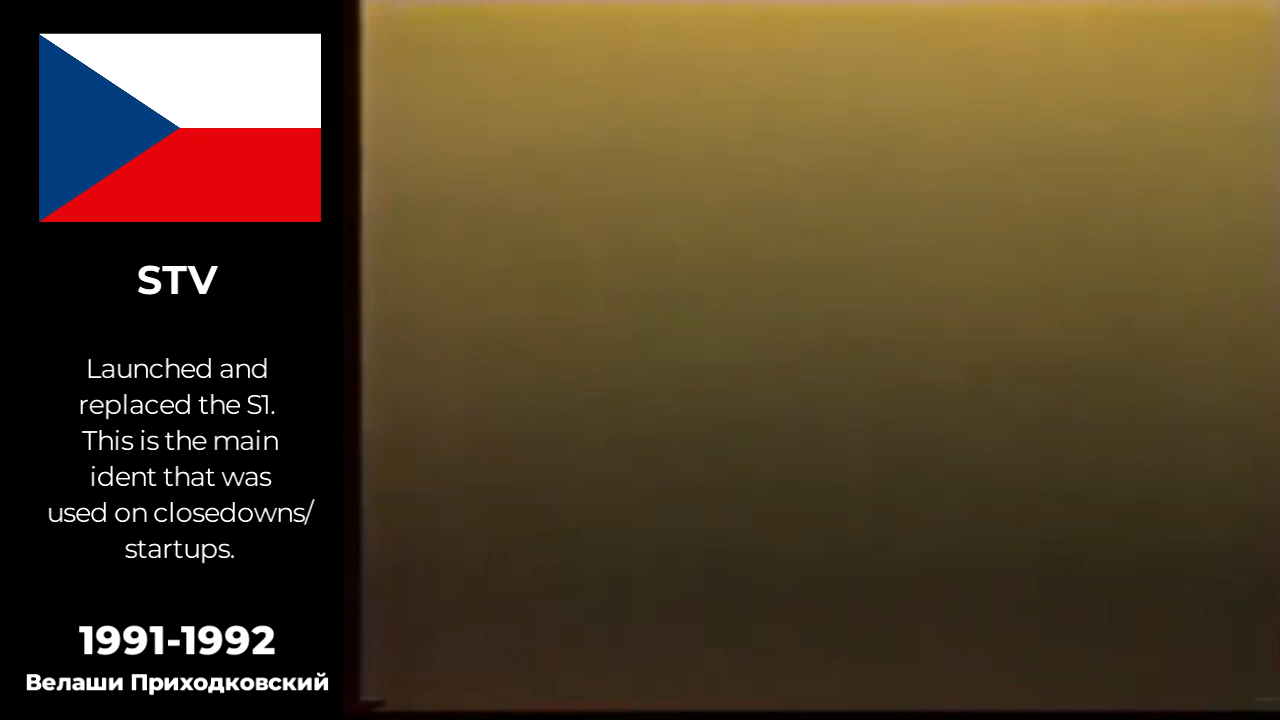 STV
Launched and
replaced the S1.
This is the main
ident that was
used on closedowns/
startups.
1991-1992
Велаши Приходковский